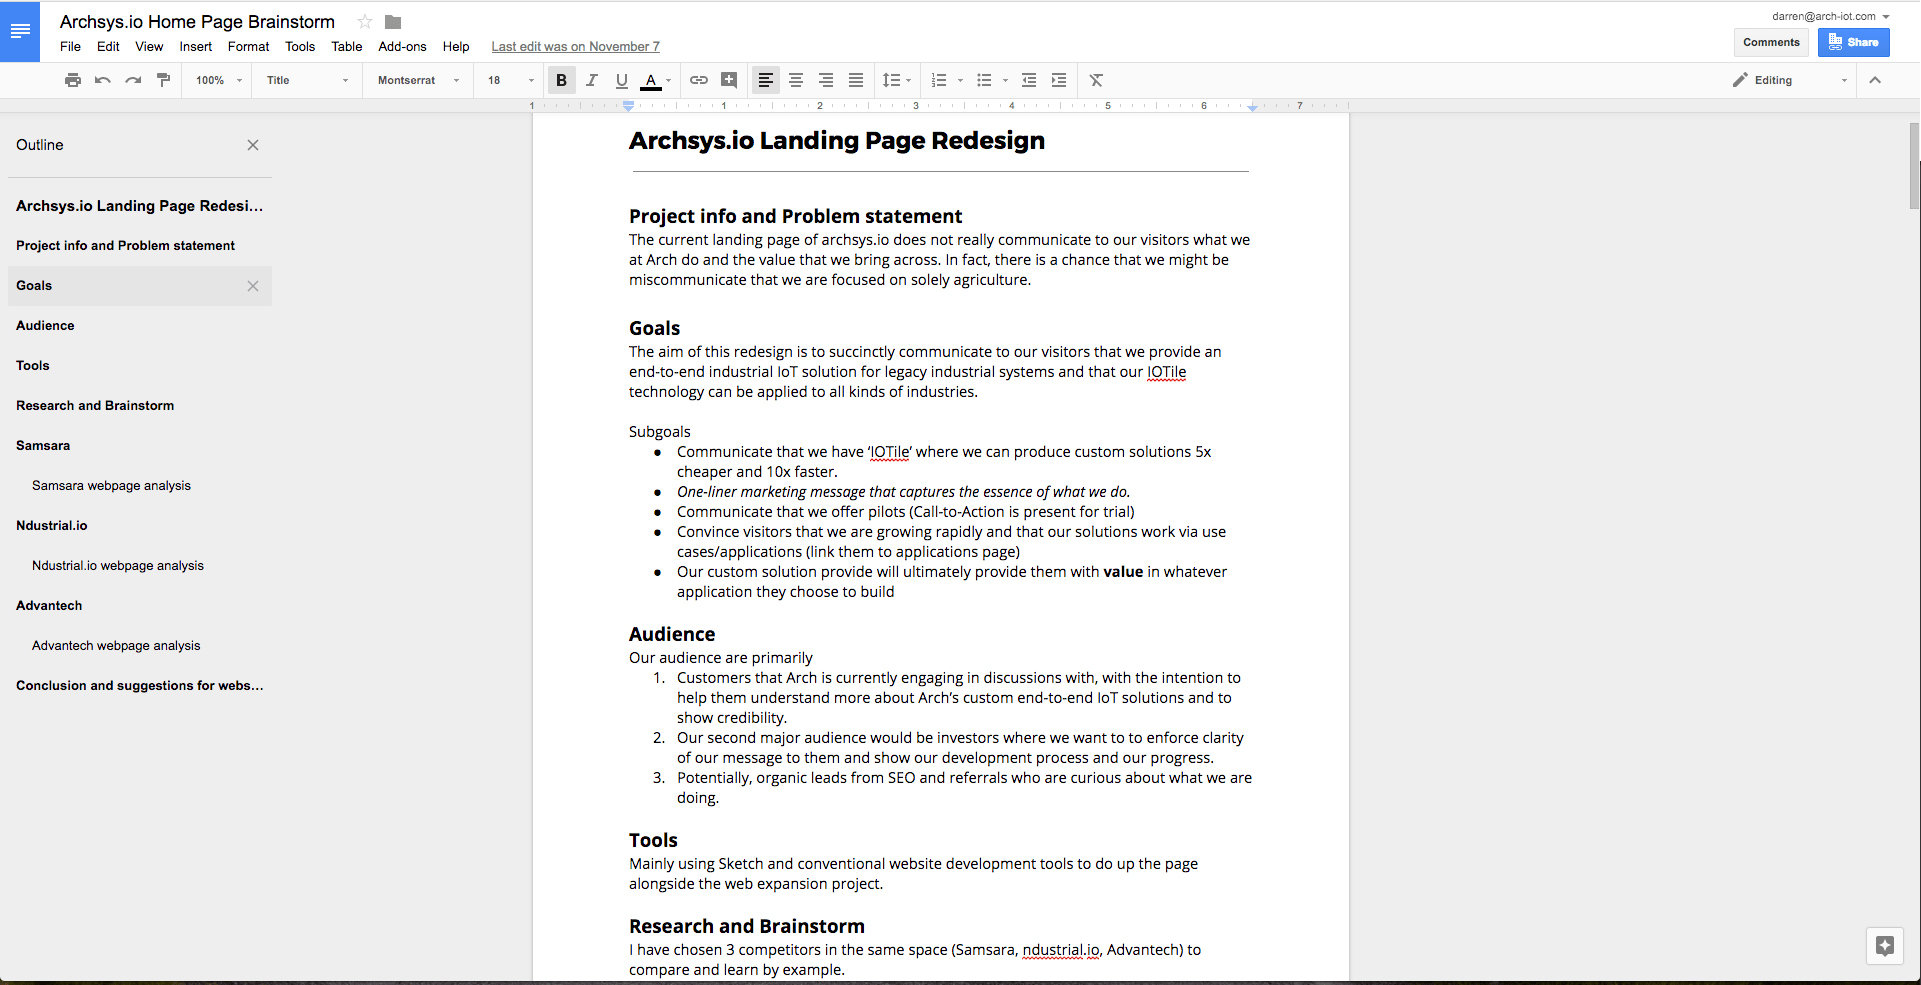 Archsys.io Home Page Brainstorm
darren@arch-iot.com
File Edit View Insert Format Tools Table Add-ons Help Last edit was on November 7
Comments Share
100% Title Montserrat 18 B I U A Editing
1 1 2 3 4 5 6 7
Outline
Archsys.io Landing Page Redesi...
Project info and Problem statement
Goals
Audience
Tools
Research and Brainstorm
Samsara
Samsara webpage analysis
Ndustrial.io
Ndustrial.io webpage analysis
Advantech
Advantech webpage analysis
Conclusion and suggestions for webs...
Archsys.io Landing Page Redesign
Project info and Problem statement
The current landing page of archsys.io does not really communicate to our visitors what we
at Arch do and the value that we bring across. In fact, there is a chance that we might be
miscommunicate that we are focused on solely agriculture.
Goals
The aim of this redesign is to succinctly communicate to our visitors that we provide an
end-to-end industrial IoT solution for legacy industrial systems and that our IOTile
technology can be applied to all kinds of industries.
Subgoals
● Communicate that we have ‘IOTile’ where we can produce custom solutions 5x
cheaper and 10x faster.
● One-liner marketing message that captures the essence of what we do.
● Communicate that we offer pilots (Call-to-Action is present for trial)
● Convince visitors that we are growing rapidly and that our solutions work via use
cases/applications (link them to applications page)
● Our custom solution provide will ultimately provide them with value in whatever
application they choose to build
Audience
Our audience are primarily
1. Customers that Arch is currently engaging in discussions with, with the intention to
help them understand more about Arch’s custom end-to-end IoT solutions and to
show credibility.
2. Our second major audience would be investors where we want to to enforce clarity
of our message to them and show our development process and our progress.
3. Potentially, organic leads from SEO and referrals who are curious about what we are
doing.
Tools
Mainly using Sketch and conventional website development tools to do up the page
alongside the web expansion project.
Research and Brainstorm
I have chosen 3 competitors in the same space (Samsara, ndustrial.io, Advantech) to
compare and learn by example.